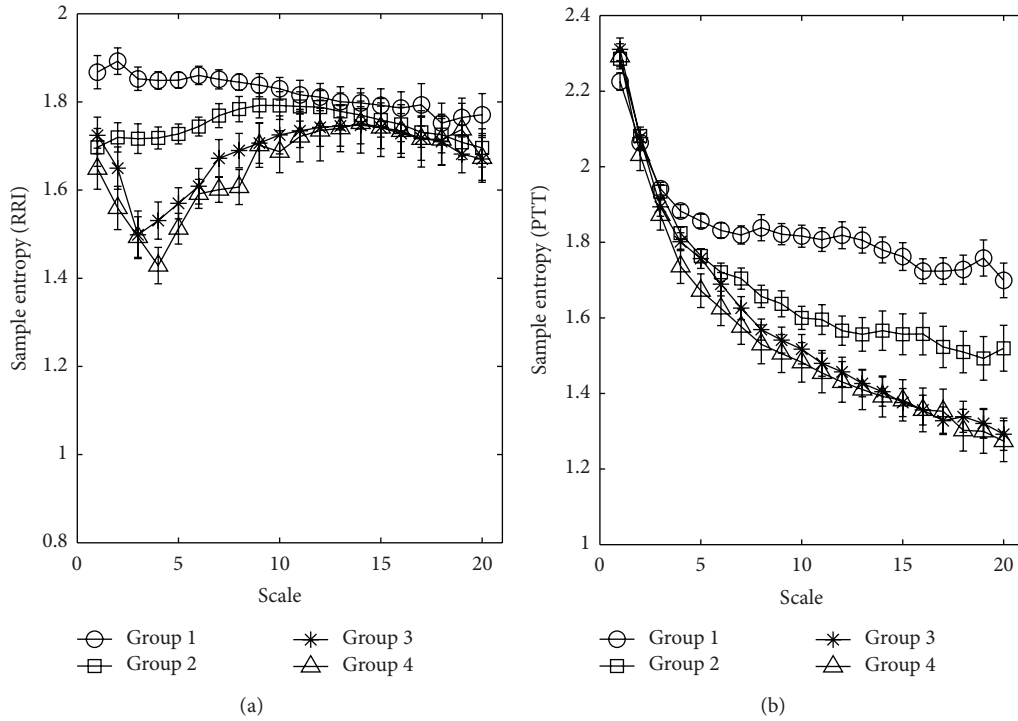 2
1.8
1.6
1.4
1.2
1
0.8
0 5 10 15 20
Sample entropy (RRI)
Scale
Group 1
Group 2
Group 3
Group 4
(a)
2.4
2.2
2
1.8
1.6
1.4
1.2
1
0 5 10 15 20
Sample entropy (PTT)
Scale
Group 1
Group 2
Group 3
Group 4
(b)